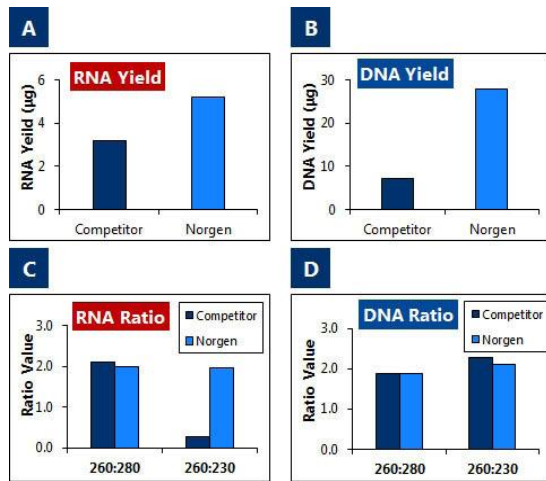 A
RNA Yield
RNA Yeild (µg)
6
4
2
0
Competitor
Norgen
B
DNA Yield
DNA Yield (µg)
30
20
10
0
Competitor
Norgen
C
RNA Ratio
Competitor
Norgen
Ratio Value
3.0
2.0
1.0
0.0
260:280
260:230
D
DNA Ratio
Competitor
Norgen
Ratio Value
3.0
2.0
1.0
0.0
260:280
260:230